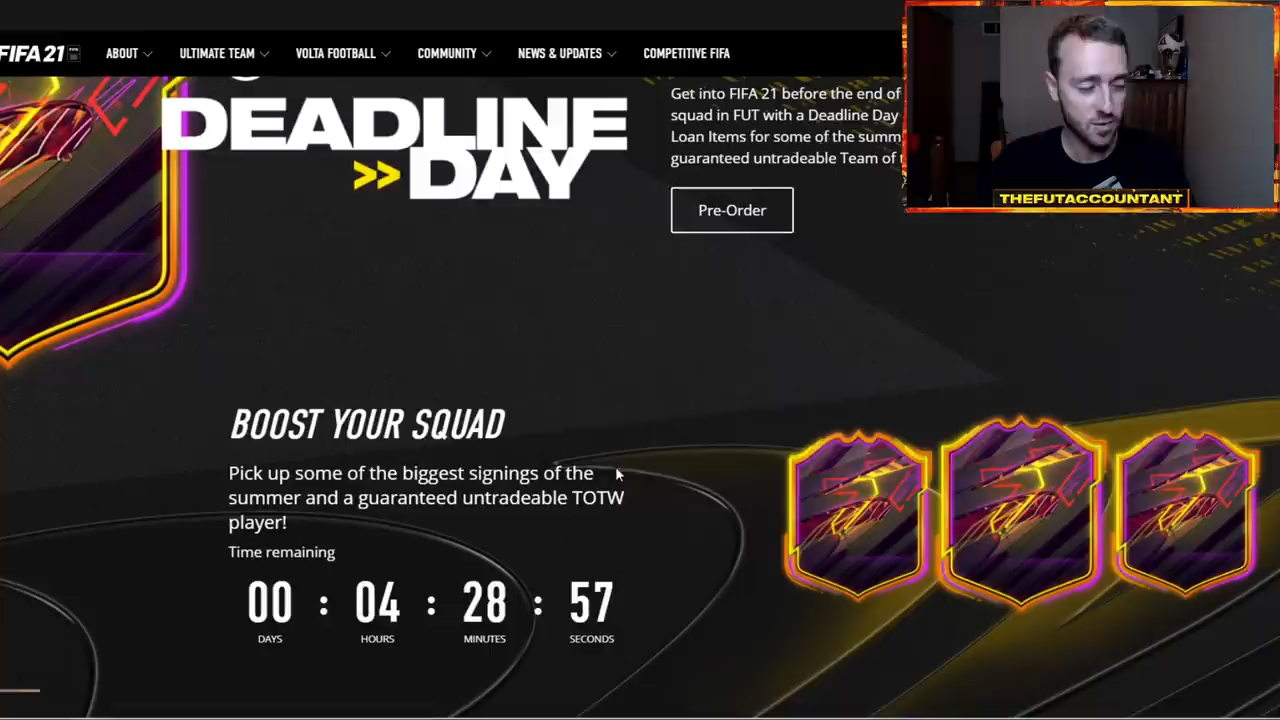 FIFA 21
ABOUT
ULTIMATE TEAM
VOLTA FOOTBALL
COMMUNITY
NEWS & UPDATES
COMPETITIVE FIFA
DEADLINE
>> DAY
Get into FIFA 21 before the end of
squad in FUT with a Deadline Day
Loan Items for some of the summ
guaranteed untradeable Team of
Pre-Order
THEFUTACCOUNTANT
BOOST YOUR SQUAD
Pick up some of the biggest signings of the
summer and a guaranteed untradeable TOTW
player!
Time remaining
00 : 04 : 28 : 57
DAYS HOURS MINUTES SECONDS